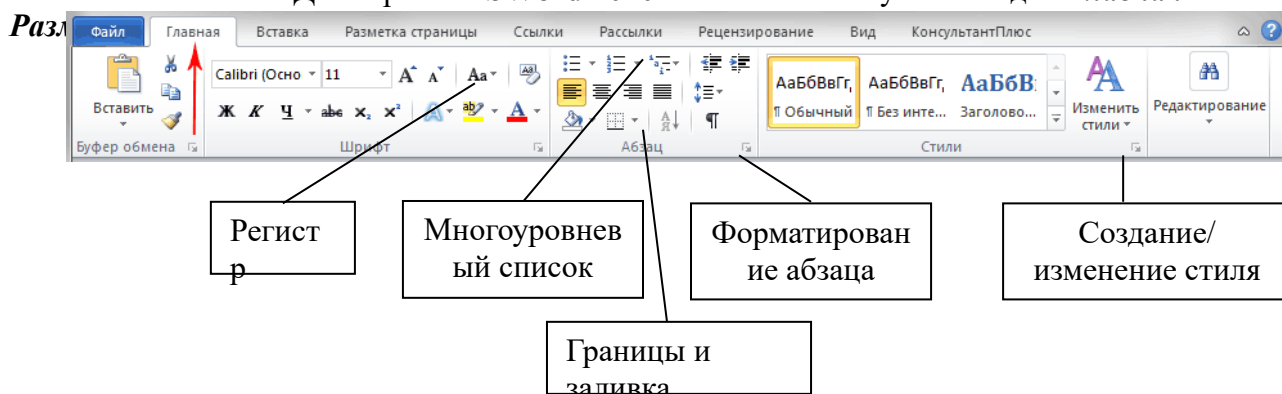 Разм
Файл Главная Вставка Разметка страницы Ссылки Рассылки Рецензирование Вид КонсультантПлюс
Calibri (Осно 11 Аа
Вставить Ж К Ч abc x₂ x² А
АаБбВвГг, АаБбВвГг, АаБбВ
¶ Обычный ¶ Без инте... Заголово...
Изменить стили
Редактирование
Буфер обмена Шрифт Абзац Стили
Регист
р
Многоуровнев
ый список
Форматирован
ие абзаца
Создание/
изменение стиля
Границы и
заливка